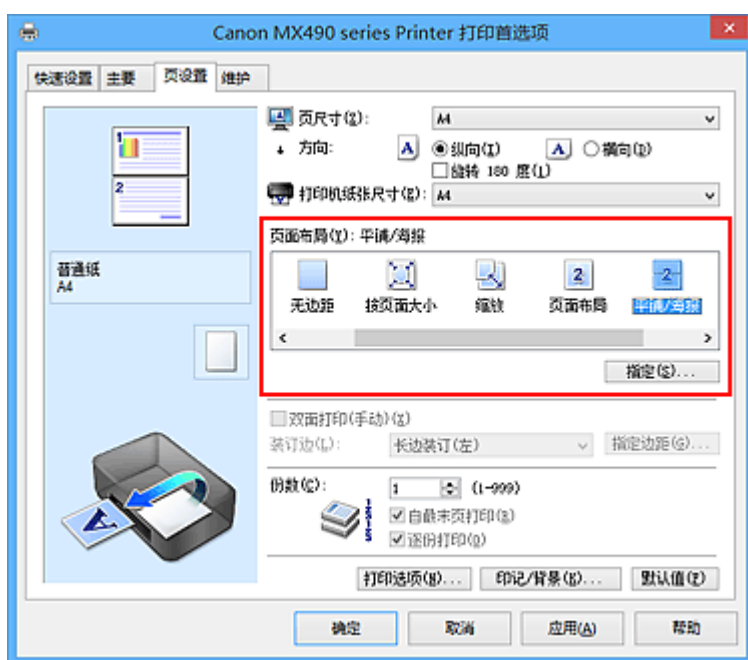 Canon MX490 series Printer 打印首选项
快速设置 主要 页设置 维护
1
2
普通纸
A4
页尺寸(Z): A4
方向: A 纵向(I) A 横向(D)
旋转 180 度(L)
打印机纸张尺寸(E): A4
页面布局(Y): 平铺/海报
2 2
无边距 按页面大小 缩放 页面布局 平铺/海报
指定(S)...
双面打印(手动)(X)
装订边(L): 长边装订(左) 指定边距(G)...
份数(C): 1 (1-999)
自最末页打印(R)
逐份打印(O)
A
打印选项(N)... 印记/背景(K)... 默认值(F)
确定 取消 应用(A) 帮助